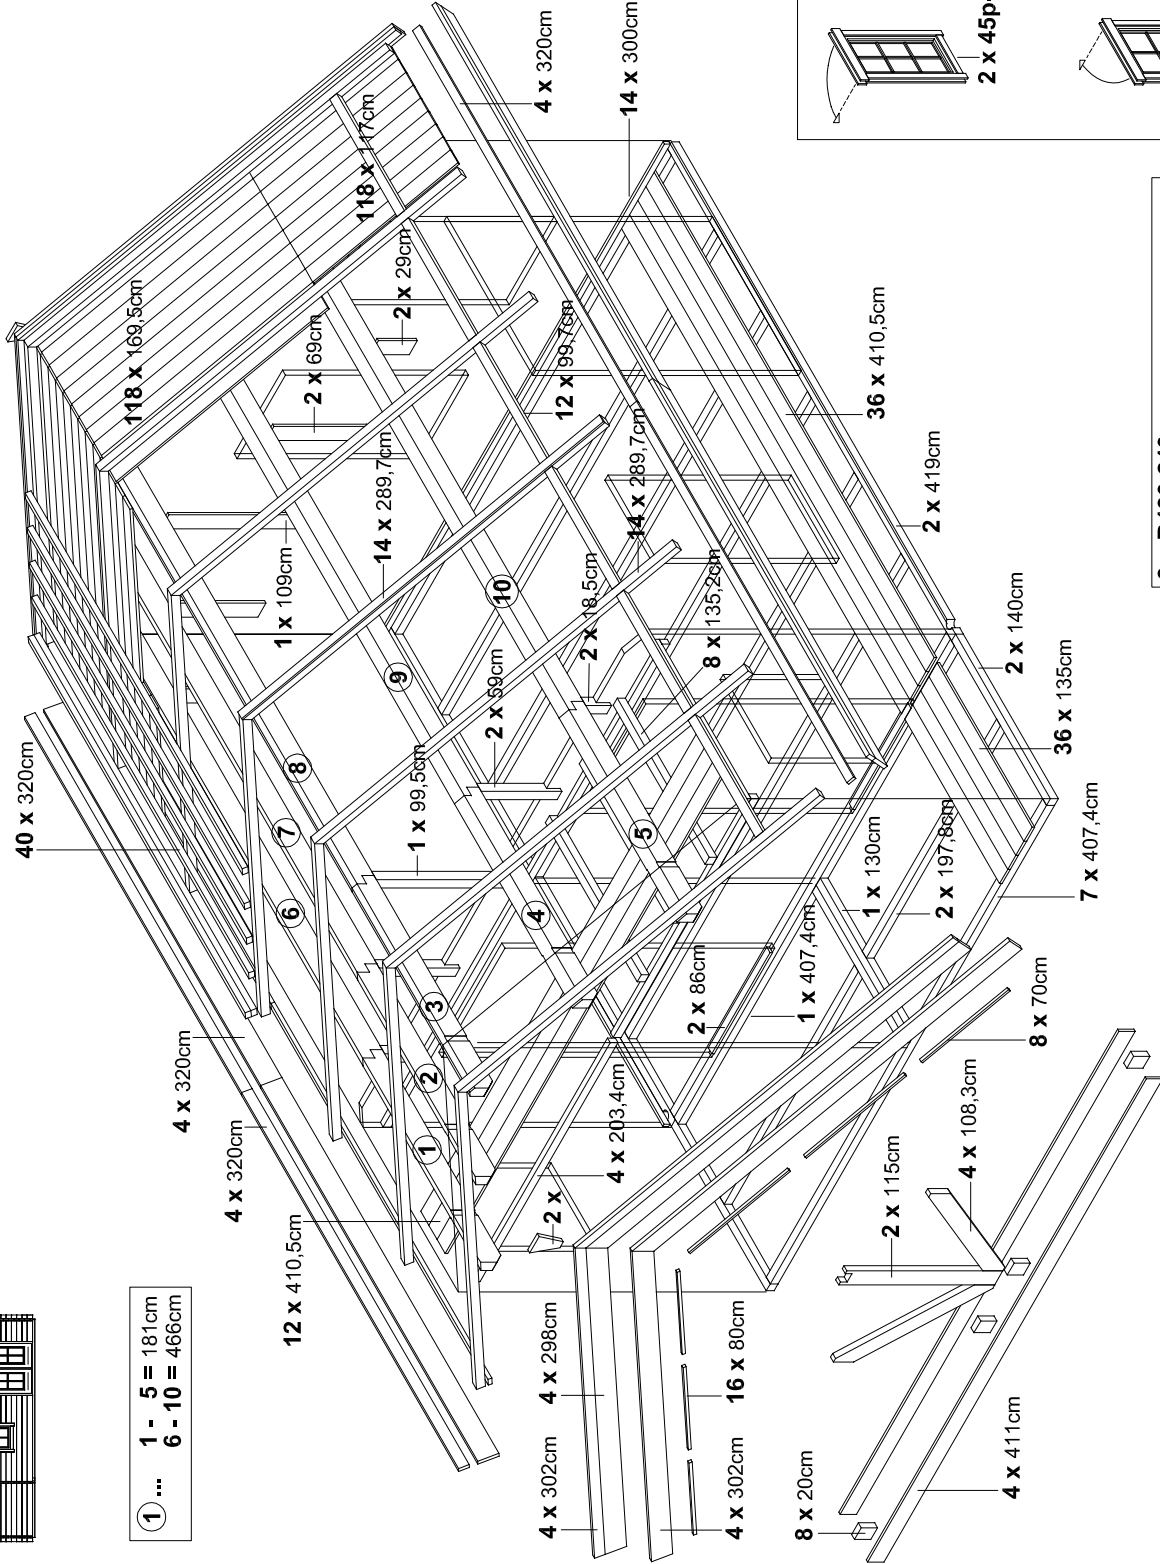 40 x 320cm
118 x 169,5cm
118 x 117cm
4 x 320cm
14 x 300cm
2 x 45p
2 x 29cm
2 x 69cm
1 x 109cm
14 x 289,7cm
12 x 99,7cm
14 x 289,7cm
36 x 410,5cm
2 x 419cm
2 x 140cm
36 x 135cm
7 x 407,4cm
2 x 197,8cm
1 x 130cm
1 x 407,4cm
2 x 86cm
8 x 135,2cm
2 x 18,5cm
2 x 59cm
1 x 99,5cm
1
2
3
4
5
6
7
8
9
10
4 x 320cm
4 x 320cm
12 x 410,5cm
4 x 203,4cm
2 x
1 ... 1 - 5 = 181cm
6 - 10 = 466cm
4 x 298cm
4 x 302cm
16 x 80cm
4 x 302cm
8 x 70cm
4 x 108,3cm
2 x 115cm
8 x 20cm
4 x 411cm